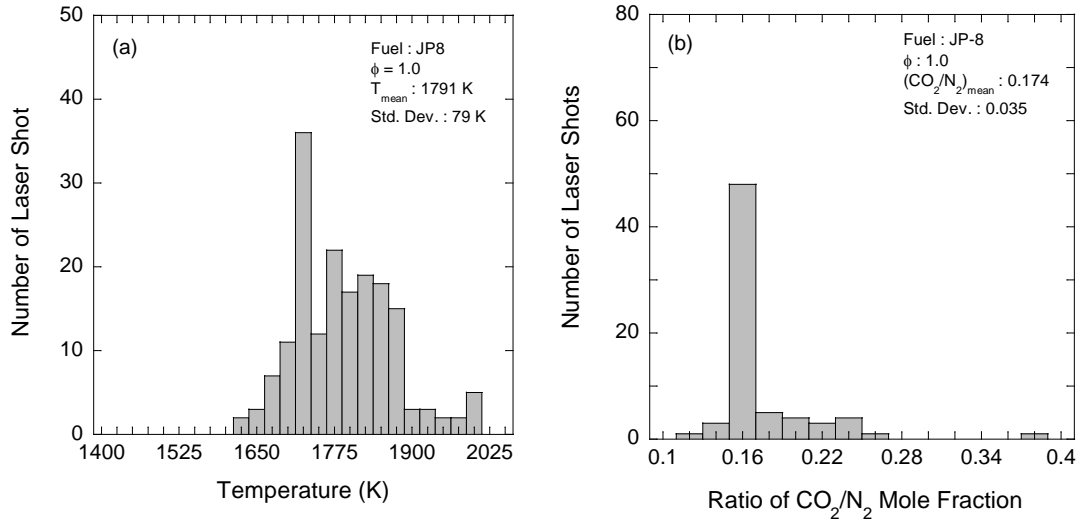 (a)
Fuel : JP8
ϕ = 1.0
T_mean : 1791 K
Std. Dev. : 79 K
50
40
30
20
10
0
1400 1525 1650 1775 1900 2025
Number of Laser Shot
Temperature (K)
(b)
Fuel : JP-8
ϕ : 1.0
(CO₂/N₂)_mean : 0.174
Std. Dev. : 0.035
80
60
40
20
0
0.1 0.16 0.22 0.28 0.34 0.4
Number of Laser Shots
Ratio of CO₂/N₂ Mole Fraction